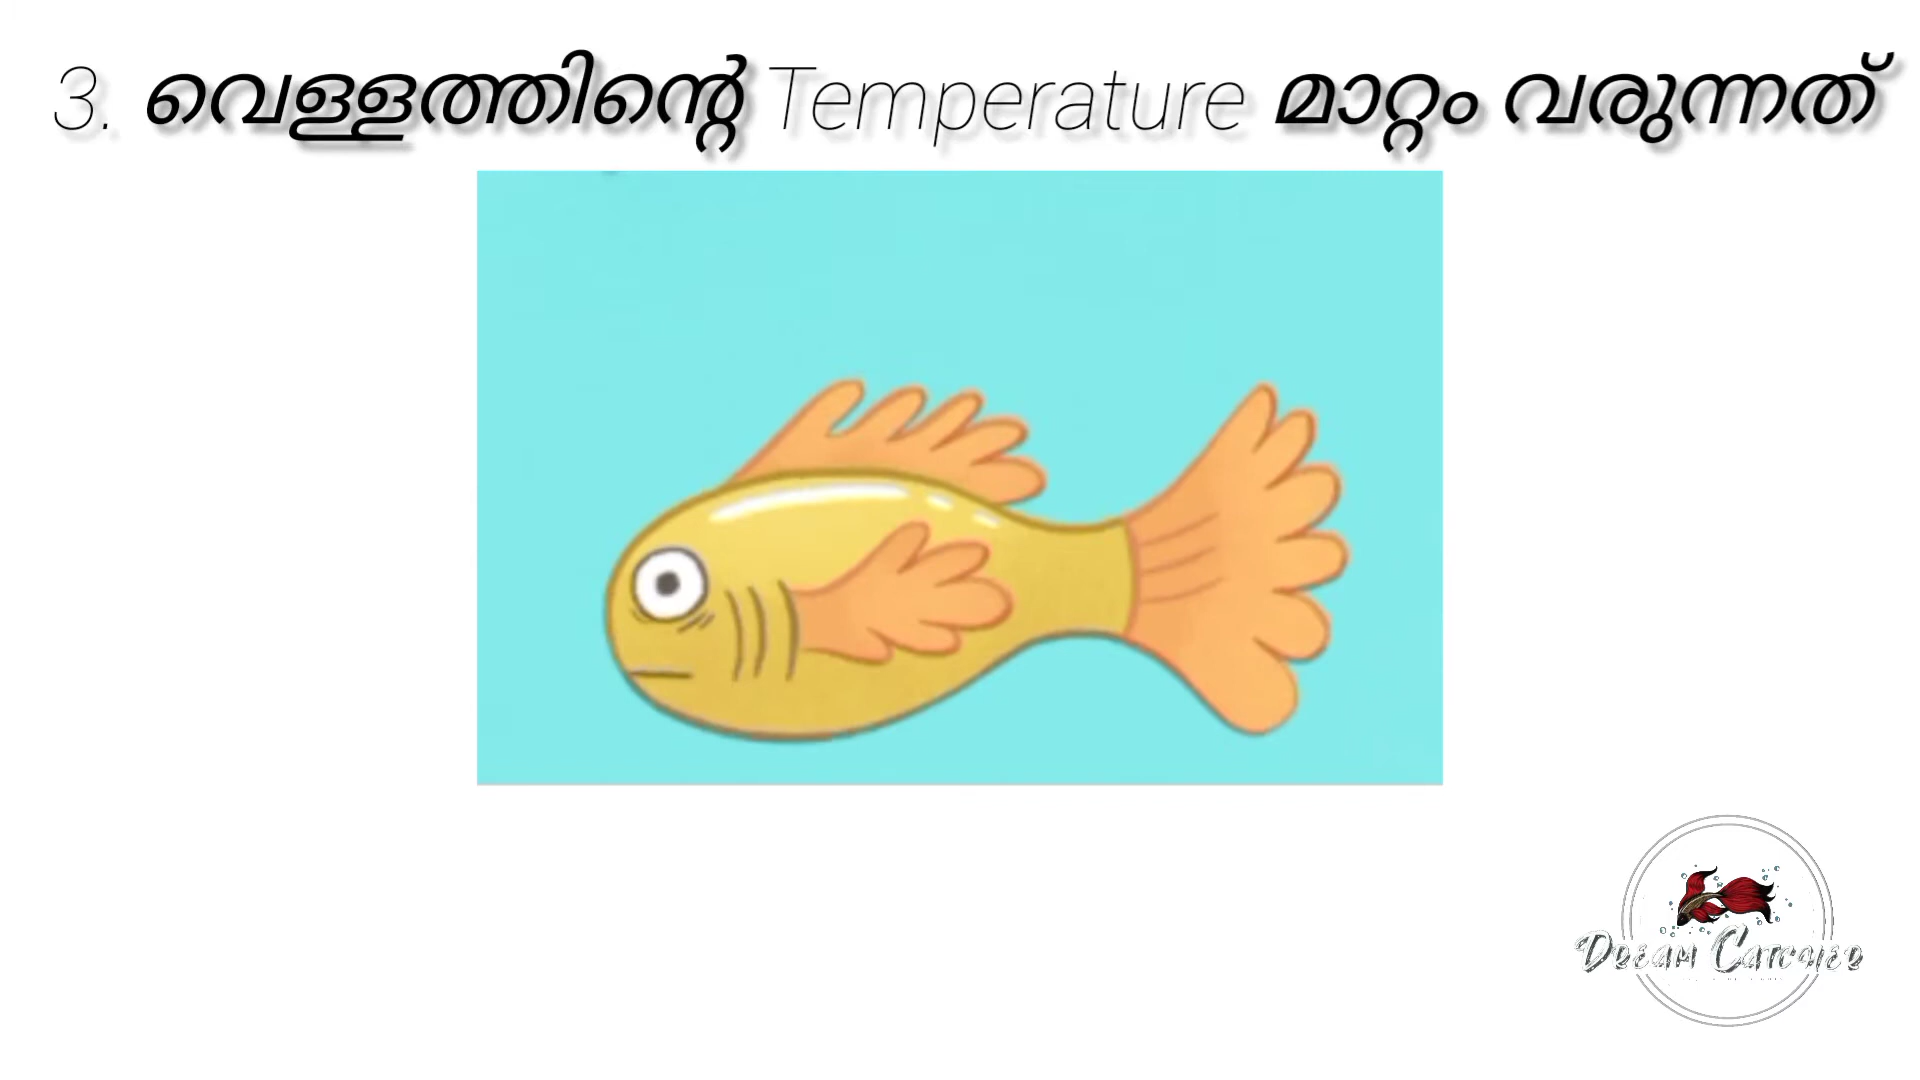 3. വെള്ളത്തിന്റെ Temperature മാറ്റം വരുന്നത്
Dream Catcher